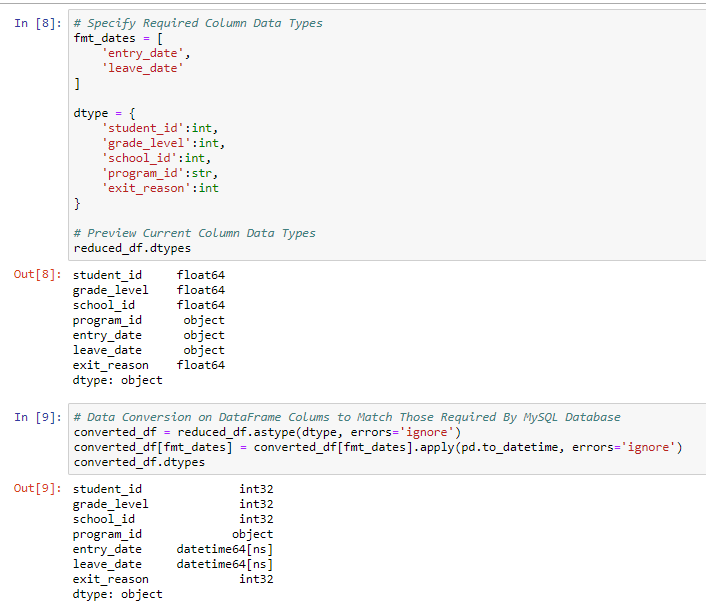 In [8]: # Specify Required Column Data Types
fmt_dates = [
    'entry_date',
    'leave_date'
]
dtype = {
    'student_id':int,
    'grade_level':int,
    'school_id':int,
    'program_id':str,
    'exit_reason':int
}
# Preview Current Column Data Types
reduced_df.dtypes
Out[8]: student_id     float64
grade_level    float64
school_id      float64
program_id      object
entry_date      object
leave_date      object
exit_reason    float64
dtype: object
In [9]: # Data Conversion on DataFrame Colums to Match Those Required By MySQL Database
converted_df = reduced_df.astype(dtype, errors='ignore')
converted_df[fmt_dates] = converted_df[fmt_dates].apply(pd.to_datetime, errors='ignore')
converted_df.dtypes
Out[9]: student_id              int32
grade_level             int32
school_id               int32
program_id             object
entry_date     datetime64[ns]
leave_date     datetime64[ns]
exit_reason             int32
dtype: object